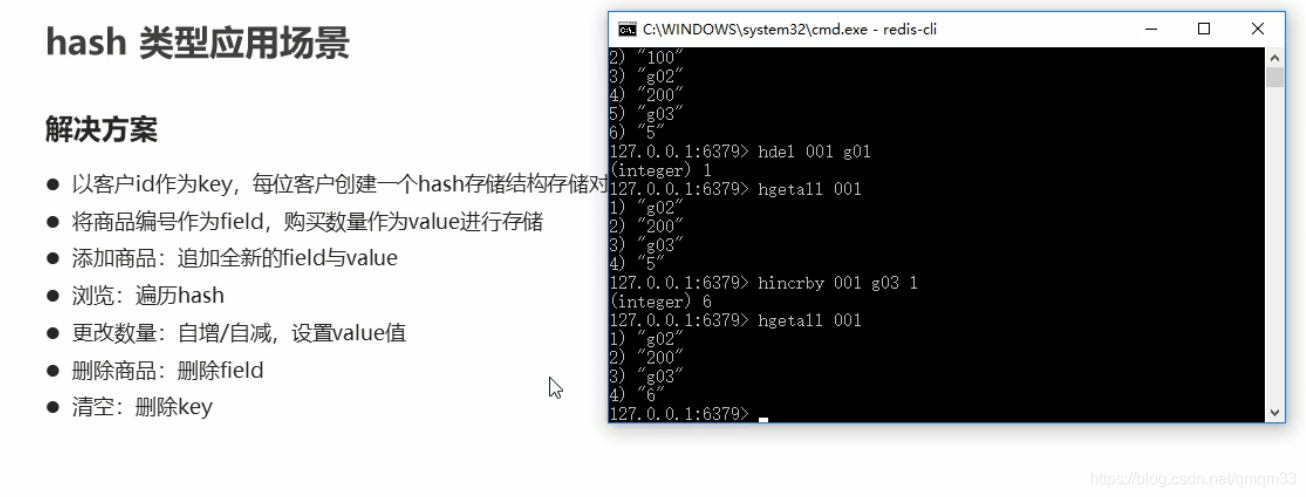 hash 类型应用场景
解决方案
● 以客户id作为key，每位客户创建一个hash存储结构存储对
● 将商品编号作为field，购买数量作为value进行存储
● 添加商品：追加全新的field与value
● 浏览：遍历hash
● 更改数量：自增/自减，设置value值
● 删除商品：删除field
● 清空：删除key
C:\WINDOWS\system32\cmd.exe - redis-cli
2) "100"
3) "g02"
4) "200"
5) "g03"
6) "5"
127.0.0.1:6379> hdel 001 g01
(integer) 1
127.0.0.1:6379> hgetall 001
1) "g02"
2) "200"
3) "g03"
4) "5"
127.0.0.1:6379> hincrby 001 g03 1
(integer) 6
127.0.0.1:6379> hgetall 001
1) "g02"
2) "200"
3) "g03"
4) "6"
127.0.0.1:6379>
https://blog.csdn.net/qmqm33